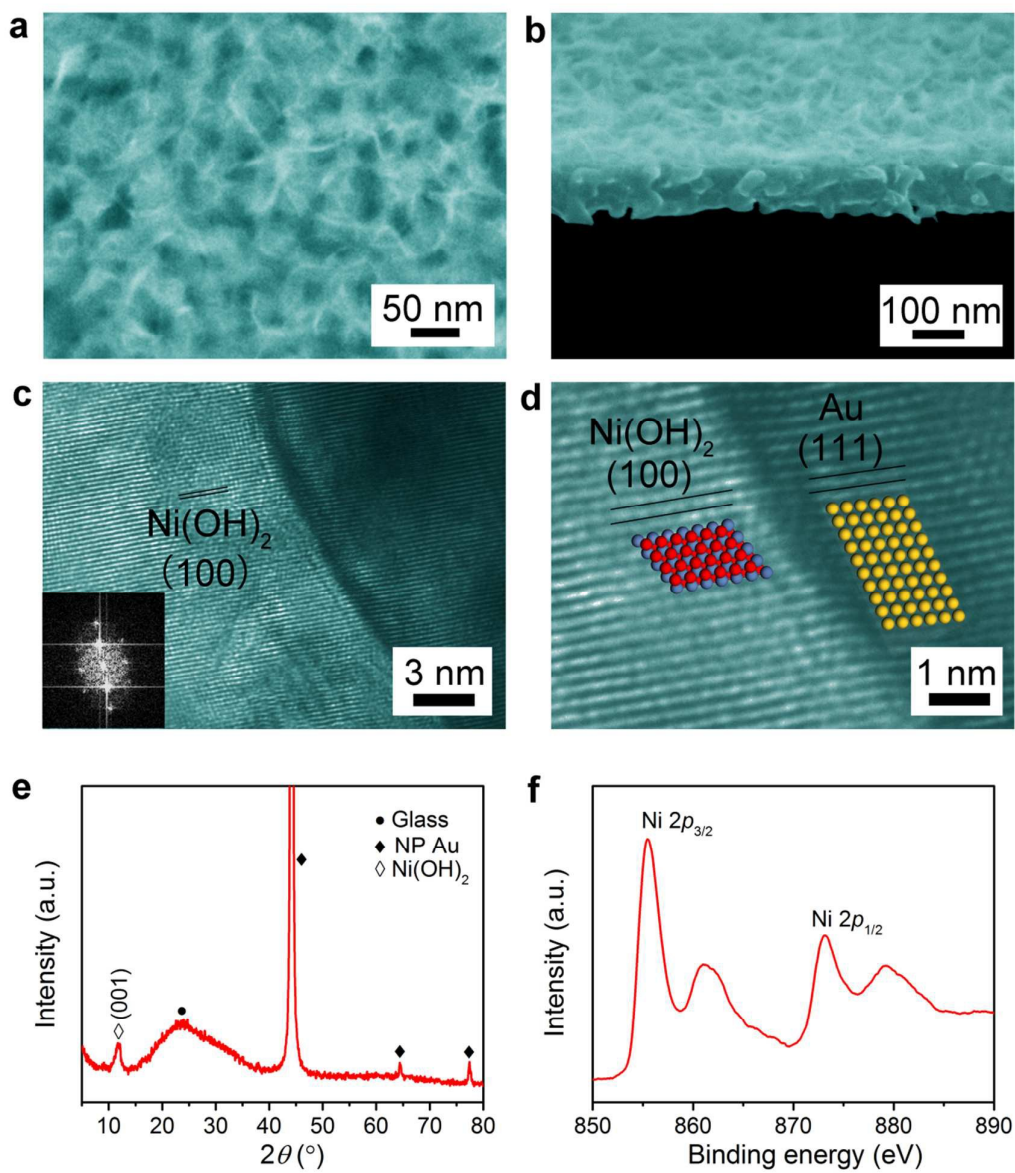 a
50 nm
b
100 nm
c
Ni(OH)₂
(100)
3 nm
d
Ni(OH)₂
(100)
Au
(111)
1 nm
e
Intensity (a.u.)
● Glass
◆ NP Au
◇ Ni(OH)₂
(001)
10 20 30 40 50 60 70 80
2θ (°)
f
Intensity (a.u.)
Ni 2p₃/₂
Ni 2p₁/₂
850 860 870 880 890
Binding energy (eV)